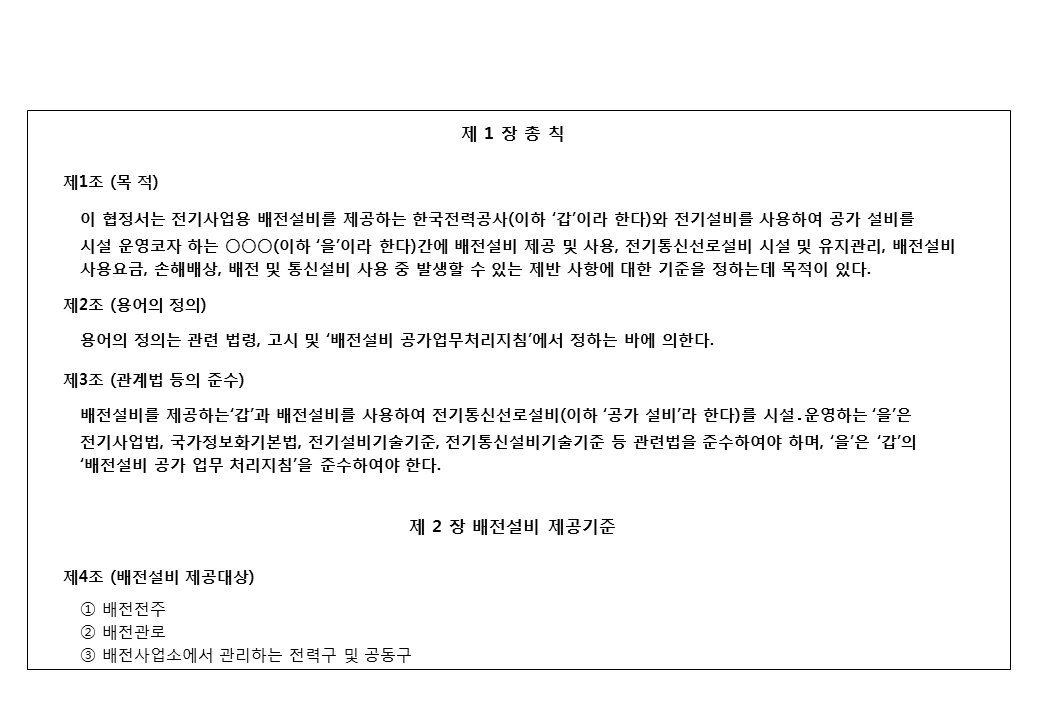 제 1 장 총 칙
제1조 (목 적)
이 협정서는 전기사업용 배전설비를 제공하는 한국전력공사(이하 ‘갑’이라 한다)와 전기설비를 사용하여 공가 설비를
시설 운영코자 하는 ○○○(이하 ‘을’이라 한다)간에 배전설비 제공 및 사용, 전기통신선로설비 시설 및 유지관리, 배전설비
사용요금, 손해배상, 배전 및 통신설비 사용 중 발생할 수 있는 제반 사항에 대한 기준을 정하는데 목적이 있다.
제2조 (용어의 정의)
용어의 정의는 관련 법령, 고시 및 ‘배전설비 공가업무처리지침’에서 정하는 바에 의한다.
제3조 (관계법 등의 준수)
배전설비를 제공하는‘갑’과 배전설비를 사용하여 전기통신선로설비(이하 ‘공가 설비’라 한다)를 시설.운영하는 ‘을’은
전기사업법, 국가정보화기본법, 전기설비기술기준, 전기통신설비기술기준 등 관련법을 준수하여야 하며, ‘을’은 ‘갑’의
‘배전설비 공가 업무 처리지침’을 준수하여야 한다.
제 2 장 배전설비 제공기준
제4조 (배전설비 제공대상)
① 배전전주
② 배전관로
③ 배전사업소에서 관리하는 전력구 및 공동구